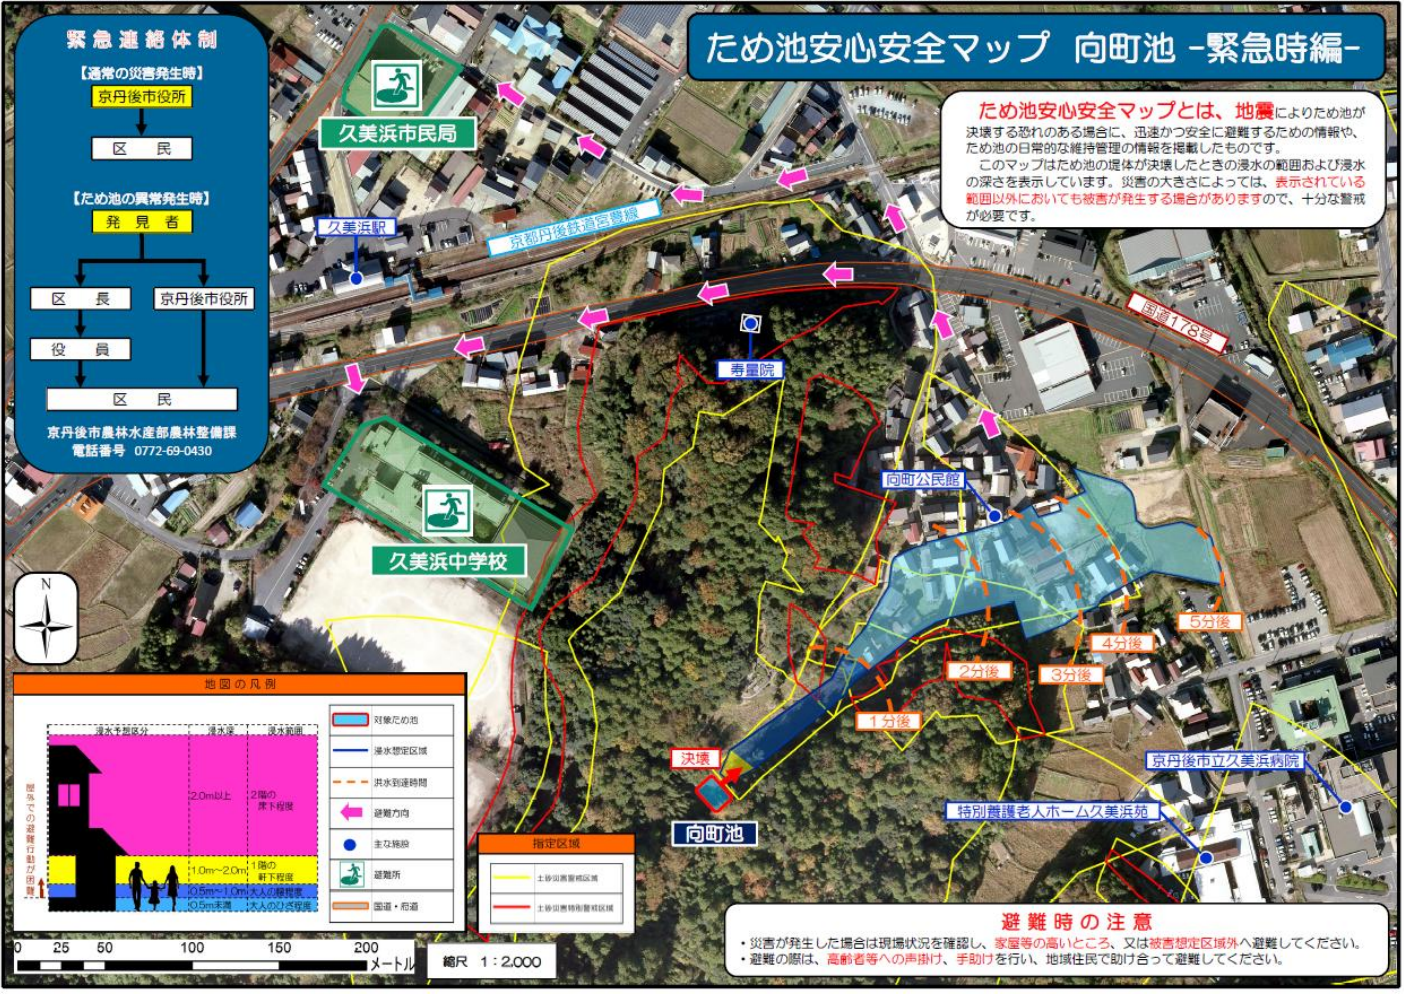 ため池安心安全マップ 向町池 -緊急時編-
緊急連絡体制
【通常の災害発生時】
京丹後市役所
区 民
【ため池の異常発生時】
発 見 者
区 長
京丹後市役所
役 員
区 民
京丹後市農林水産部農林整備課
電話番号 0772-69-0430
ため池安心安全マップとは、地震によりため池が
決壊する恐れのある場合に、迅速かつ安全に避難するための情報や、
ため池の日常的な維持管理の情報を掲載したものです。
このマップはため池の堤体が決壊したときの浸水の範囲および浸水
の深さを表示しています。災害の大きさによっては、表示されている
範囲以外においても被害が発生する場合がありますので、十分な警戒
が必要です。
久美浜市民局
久美浜駅
京都丹後鉄道宮豊線
国道178号
寿量院
向町公民館
久美浜中学校
1分後
2分後
3分後
4分後
5分後
決壊
向町池
京丹後市立久美浜病院
特別養護老人ホーム久美浜苑
N
地図の凡例
浸水予想区分
浸水深
浸水範囲
2.0m以上
2階の
床下程度
1.0m～2.0m
1階の
軒下程度
0.5m～1.0m
大人の腰程度
0.5m未満
大人のひざ程度
屋外での避難行動が困難
対象ため池
浸水想定区域
洪水到達時間
避難方向
主な施設
避難所
国道・府道
指定区域
土砂災害警戒区域
土砂災害特別警戒区域
0 25 50 100 150 200
メートル
縮尺 1：2,000
避難時の注意
・災害が発生した場合は現場状況を確認し、家屋等の高いところ、又は被害想定区域外へ避難してください。
・避難の際は、高齢者等への声掛け、手助けを行い、地域住民で助け合って避難してください。